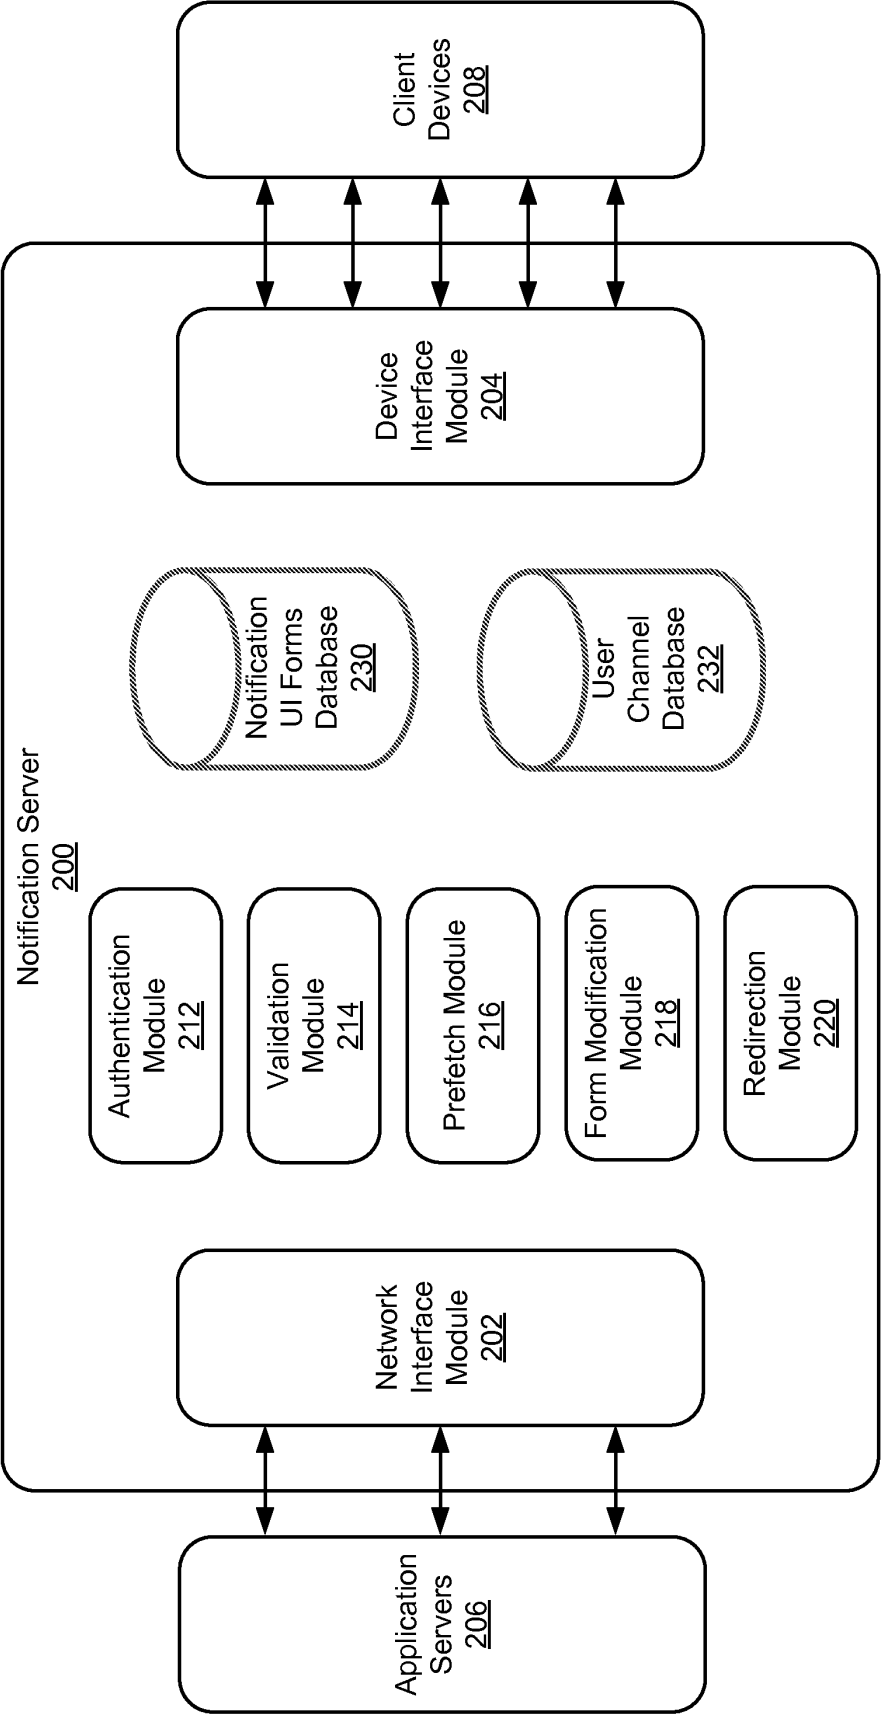 Notification Server
200
Application
Servers
206
Network
Interface
Module
202
Authentication
Module
212
Validation
Module
214
Prefetch Module
216
Form Modification
Module
218
Redirection
Module
220
Notification
UI Forms
Database
230
User
Channel
Database
232
Device
Interface
Module
204
Client
Devices
208